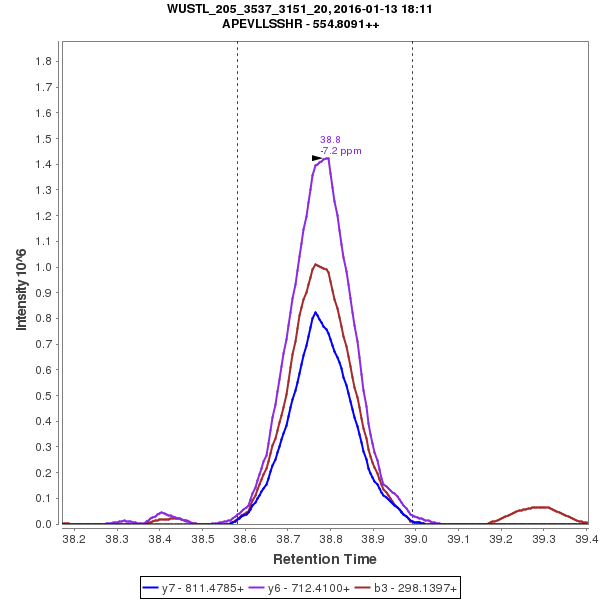 WUSTL_205_3537_3151_20, 2016-01-13 18:11
APEVLLSSHR - 554.8091++
38.8
-7.2 ppm
Intensity 10^6
1.8
1.7
1.6
1.5
1.4
1.3
1.2
1.1
1.0
0.9
0.8
0.7
0.6
0.5
0.4
0.3
0.2
0.1
0.0
38.2 38.3 38.4 38.5 38.6 38.7 38.8 38.9 39.0 39.1 39.2 39.3 39.4
Retention Time
y7 - 811.4785+ y6 - 712.4100+ b3 - 298.1397+